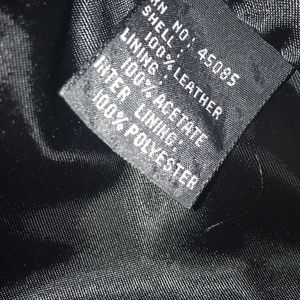 NO: 45085
SHELL:
100% LEATHER
LINING:
100% ACETATE
INTER LINING:
100% POLYESTER